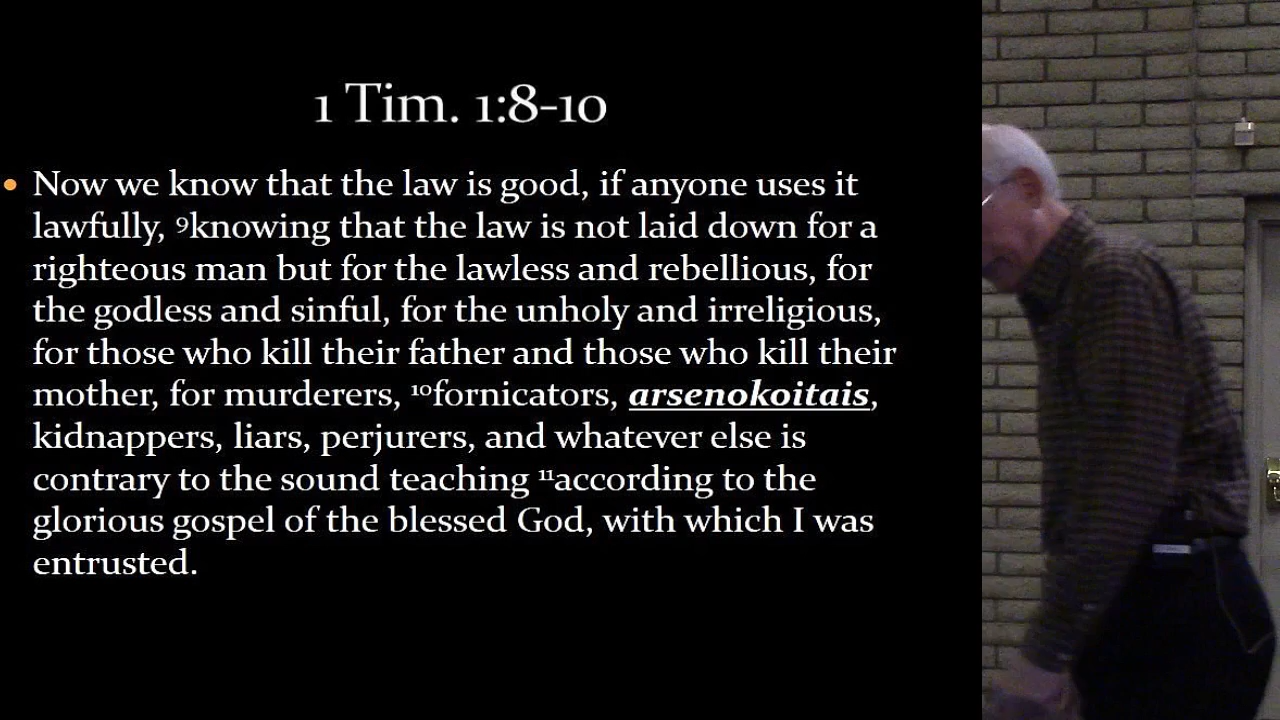 1 Tim. 1:8-10
• Now we know that the law is good, if anyone uses it
lawfully, ⁹knowing that the law is not laid down for a
righteous man but for the lawless and rebellious, for
the godless and sinful, for the unholy and irreligious,
for those who kill their father and those who kill their
mother, for murderers, ¹⁰fornicators, arsenokoitais,
kidnappers, liars, perjurers, and whatever else is
contrary to the sound teaching ¹¹according to the
glorious gospel of the blessed God, with which I was
entrusted.